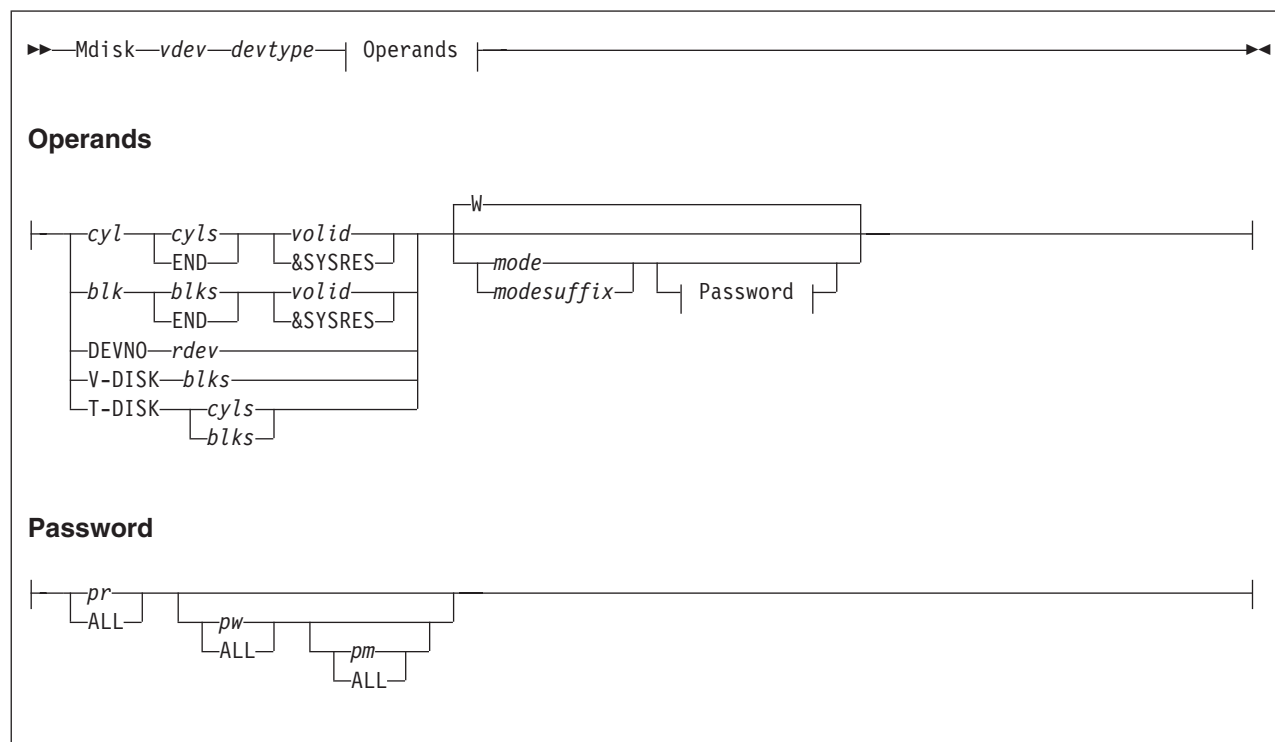 Mdisk vdev devtype Operands
Operands
W
cyl cyls volid
END &SYSRES
mode
blk blks volid
modesuffix Password
END &SYSRES
DEVNO rdev
V-DISK blks
T-DISK cyls
blks
Password
pr
ALL pw
ALL pm
ALL